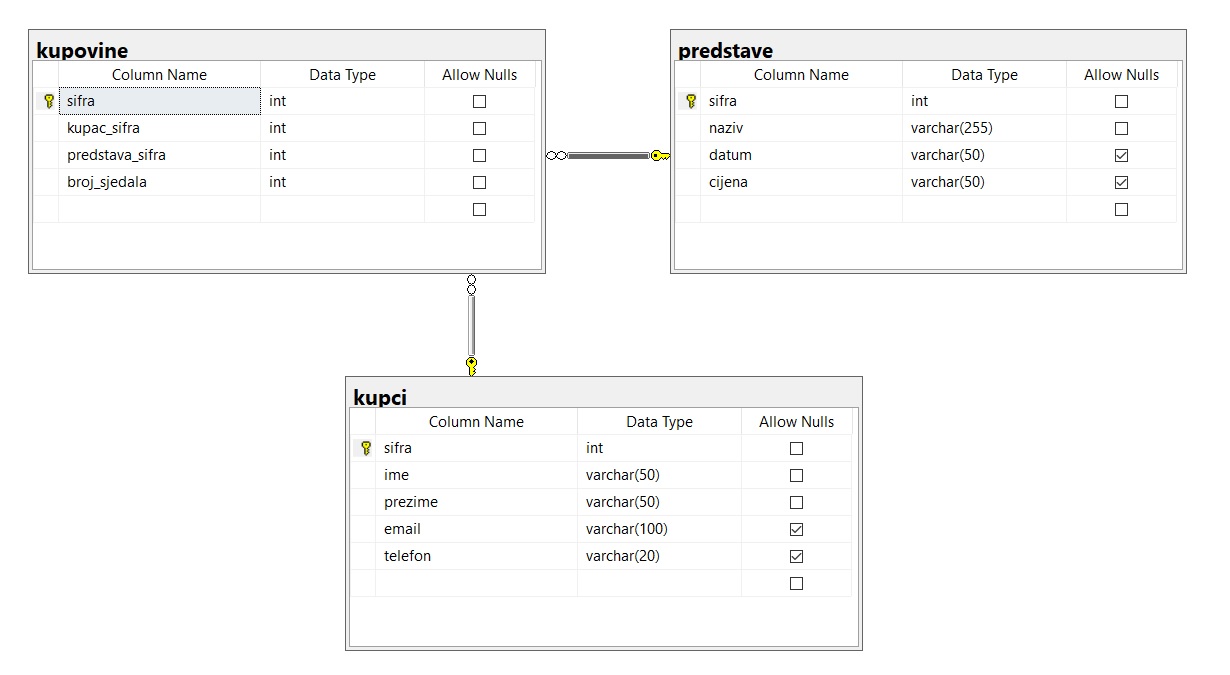 kupovine
Column Name Data Type Allow Nulls
sifra int
kupac_sifra int
predstava_sifra int
broj_sjedala int
predstave
Column Name Data Type Allow Nulls
sifra int
naziv varchar(255)
datum varchar(50)
cijena varchar(50)
kupci
Column Name Data Type Allow Nulls
sifra int
ime varchar(50)
prezime varchar(50)
email varchar(100)
telefon varchar(20)